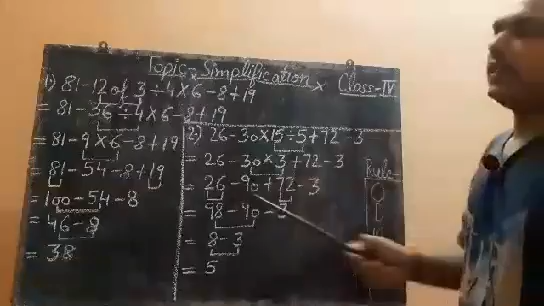 Topic:- Simplification
Class-IV
1) 81-12 of 3÷4×6-8+19
= 81-36÷4×6-8+19
= 81-9×6-8+19
= 81-54-8+19
= 100-54-8
= 46-8
= 38
2) 26-30×15÷5+72-3
= 26-30×3+72-3
= 26-90+72-3
= 98-90-3
= 8-3
= 5
Rule:-
O